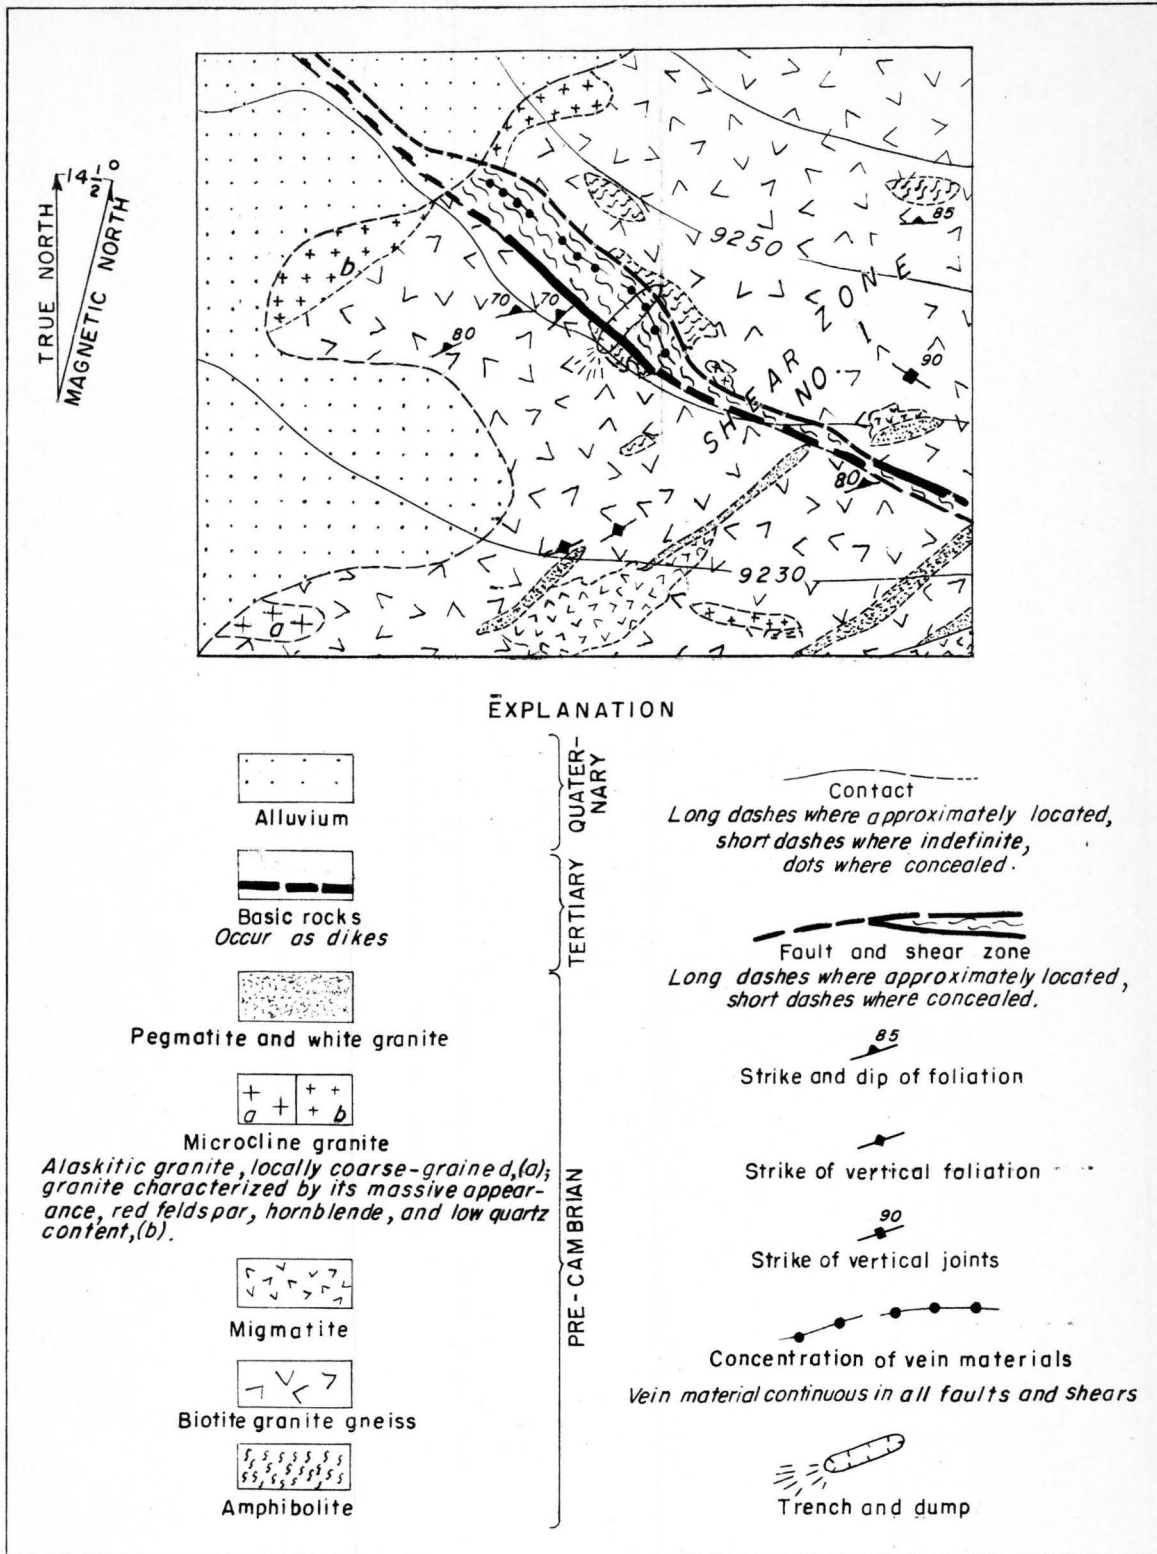 14 1/2 °
TRUE NORTH
MAGNETIC NORTH
b
9250
85
SHEAR ZONE
NO. 1
70
70
80
90
80
9230
a
EXPLANATION
Alluvium
QUATER-
NARY
Basic rocks
Occur as dikes
TERTIARY
Pegmatite and white granite
a
b
Microcline granite
Alaskitic granite, locally coarse-grained, (a);
granite characterized by its massive appear-
ance, red feldspar, hornblende, and low quartz
content, (b).
Migmatite
Biotite granite gneiss
Amphibolite
PRE-CAMBRIAN
Contact
Long dashes where approximately located,
short dashes where indefinite,
dots where concealed.
Fault and shear zone
Long dashes where approximately located,
short dashes where concealed.
85
Strike and dip of foliation
Strike of vertical foliation
90
Strike of vertical joints
Concentration of vein materials
Vein material continuous in all faults and shears
Trench and dump